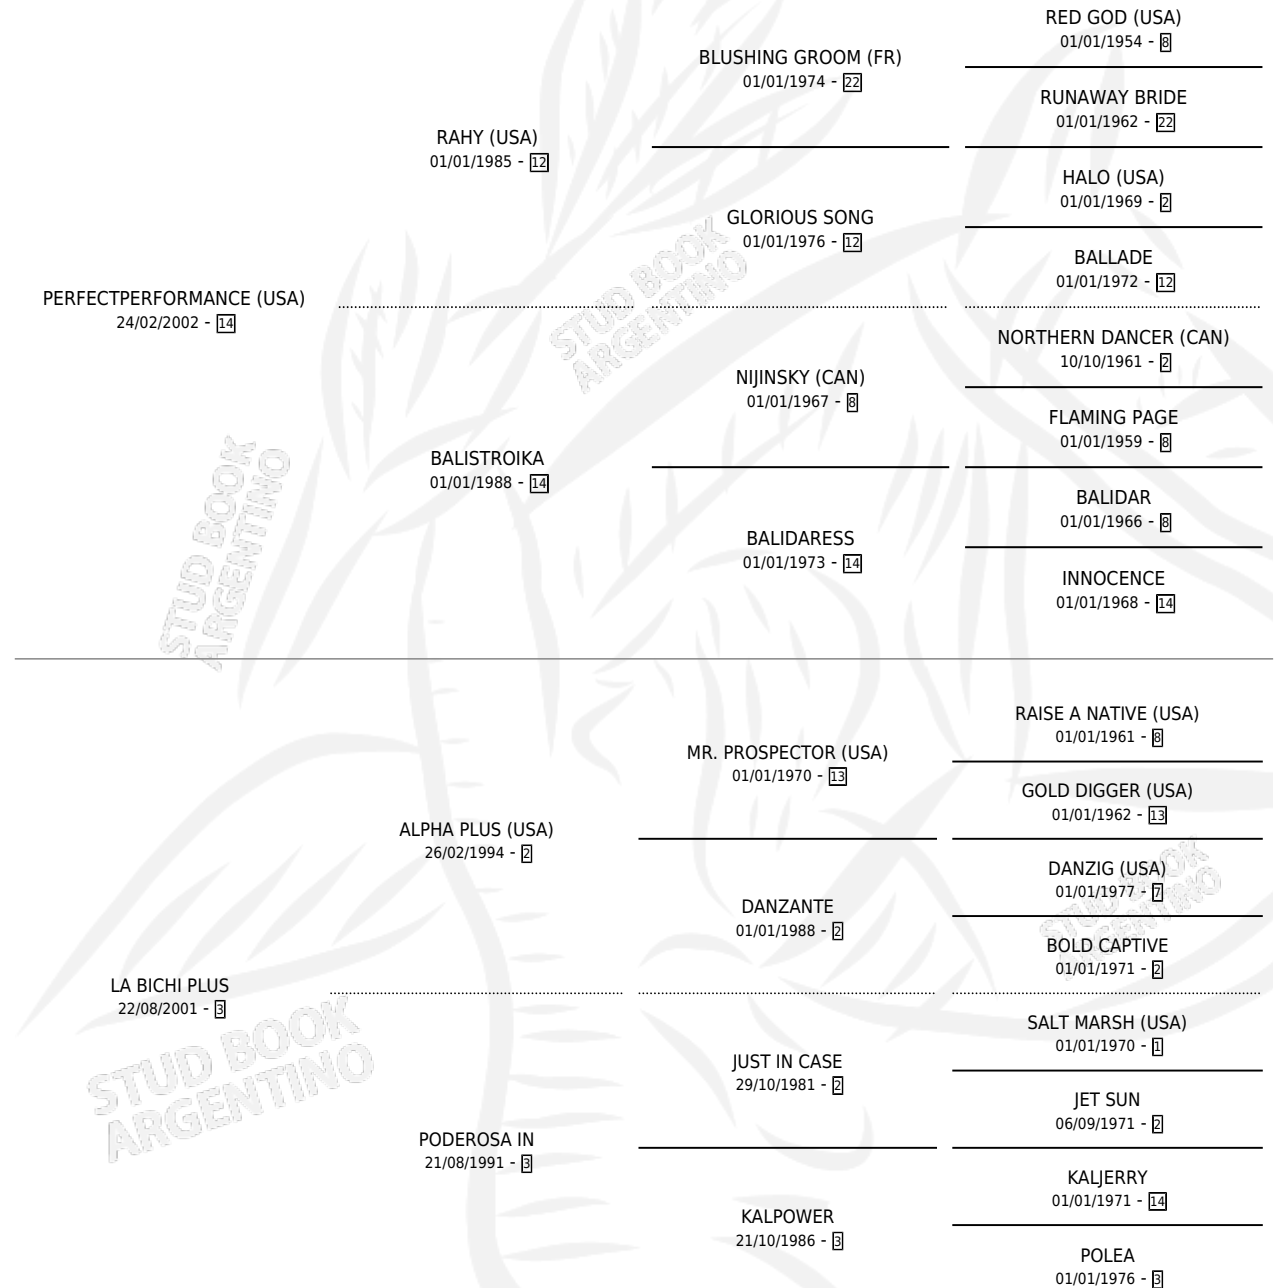 RED GOD (USA)
01/01/1954 - 8
BLUSHING GROOM (FR)
01/01/1974 - 22
RUNAWAY BRIDE
01/01/1962 - 22
RAHY (USA)
01/01/1985 - 12
HALO (USA)
01/01/1969 - 2
GLORIOUS SONG
01/01/1976 - 12
BALLADE
01/01/1972 - 12
PERFECTPERFORMANCE (USA)
24/02/2002 - 14
NORTHERN DANCER (CAN)
10/10/1961 - 2
NIJINSKY (CAN)
01/01/1967 - 8
FLAMING PAGE
01/01/1959 - 8
BALISTROIKA
01/01/1988 - 14
BALIDAR
01/01/1966 - 8
BALIDARESS
01/01/1973 - 14
INNOCENCE
01/01/1968 - 14
RAISE A NATIVE (USA)
01/01/1961 - 8
MR. PROSPECTOR (USA)
01/01/1970 - 13
GOLD DIGGER (USA)
01/01/1962 - 13
ALPHA PLUS (USA)
26/02/1994 - 2
DANZIG (USA)
01/01/1977 - 7
DANZANTE
01/01/1988 - 2
BOLD CAPTIVE
01/01/1971 - 2
LA BICHI PLUS
22/08/2001 - 3
SALT MARSH (USA)
01/01/1970 - 1
JUST IN CASE
29/10/1981 - 2
JET SUN
06/09/1971 - 2
PODEROSA IN
21/08/1991 - 3
KALJERRY
01/01/1971 - 14
KALPOWER
21/10/1986 - 3
POLEA
01/01/1976 - 3
STUD BOOK
ARGENTINO
STUD BOOK
ARGENTINO
STUD BOOK
ARGENTINO
STUD BOOK
ARGENTINO